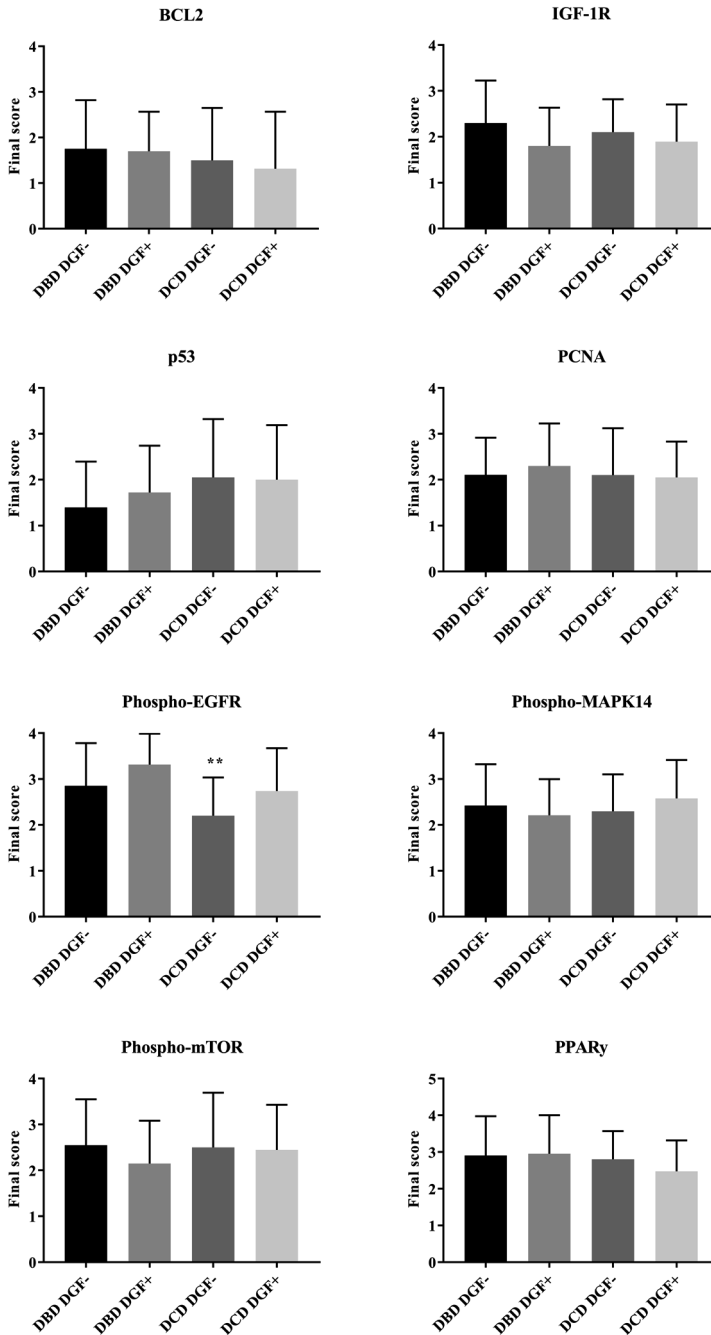 BCL2
Final score
4
3
2
1
0
DBD DGF-
DBD DGF+
DCD DGF-
DCD DGF+
IGF-1R
Final score
4
3
2
1
0
DBD DGF-
DBD DGF+
DCD DGF-
DCD DGF+
p53
Final score
4
3
2
1
0
DBD DGF-
DBD DGF+
DCD DGF-
DCD DGF+
PCNA
Final score
4
3
2
1
0
DBD DGF-
DBD DGF+
DCD DGF-
DCD DGF+
Phospho-EGFR
Final score
4
3
2
1
0
**
DBD DGF-
DBD DGF+
DCD DGF-
DCD DGF+
Phospho-MAPK14
Final score
4
3
2
1
0
DBD DGF-
DBD DGF+
DCD DGF-
DCD DGF+
Phospho-mTOR
Final score
4
3
2
1
0
DBD DGF-
DBD DGF+
DCD DGF-
DCD DGF+
PPARy
Final score
5
4
3
2
1
0
DBD DGF-
DBD DGF+
DCD DGF-
DCD DGF+